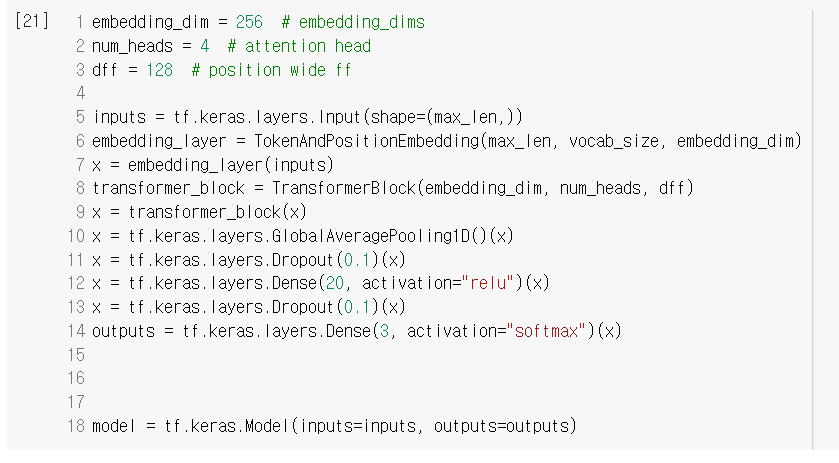 [21] 1 embedding_dim = 256  # embedding_dims
2 num_heads = 4  # attention head
3 dff = 128  # position wide ff
4
5 inputs = tf.keras.layers.Input(shape=(max_len,))
6 embedding_layer = TokenAndPositionEmbedding(max_len, vocab_size, embedding_dim)
7 x = embedding_layer(inputs)
8 transformer_block = TransformerBlock(embedding_dim, num_heads, dff)
9 x = transformer_block(x)
10 x = tf.keras.layers.GlobalAveragePooling1D()(x)
11 x = tf.keras.layers.Dropout(0.1)(x)
12 x = tf.keras.layers.Dense(20, activation="relu")(x)
13 x = tf.keras.layers.Dropout(0.1)(x)
14 outputs = tf.keras.layers.Dense(3, activation="softmax")(x)
15
16
17
18 model = tf.keras.Model(inputs=inputs, outputs=outputs)